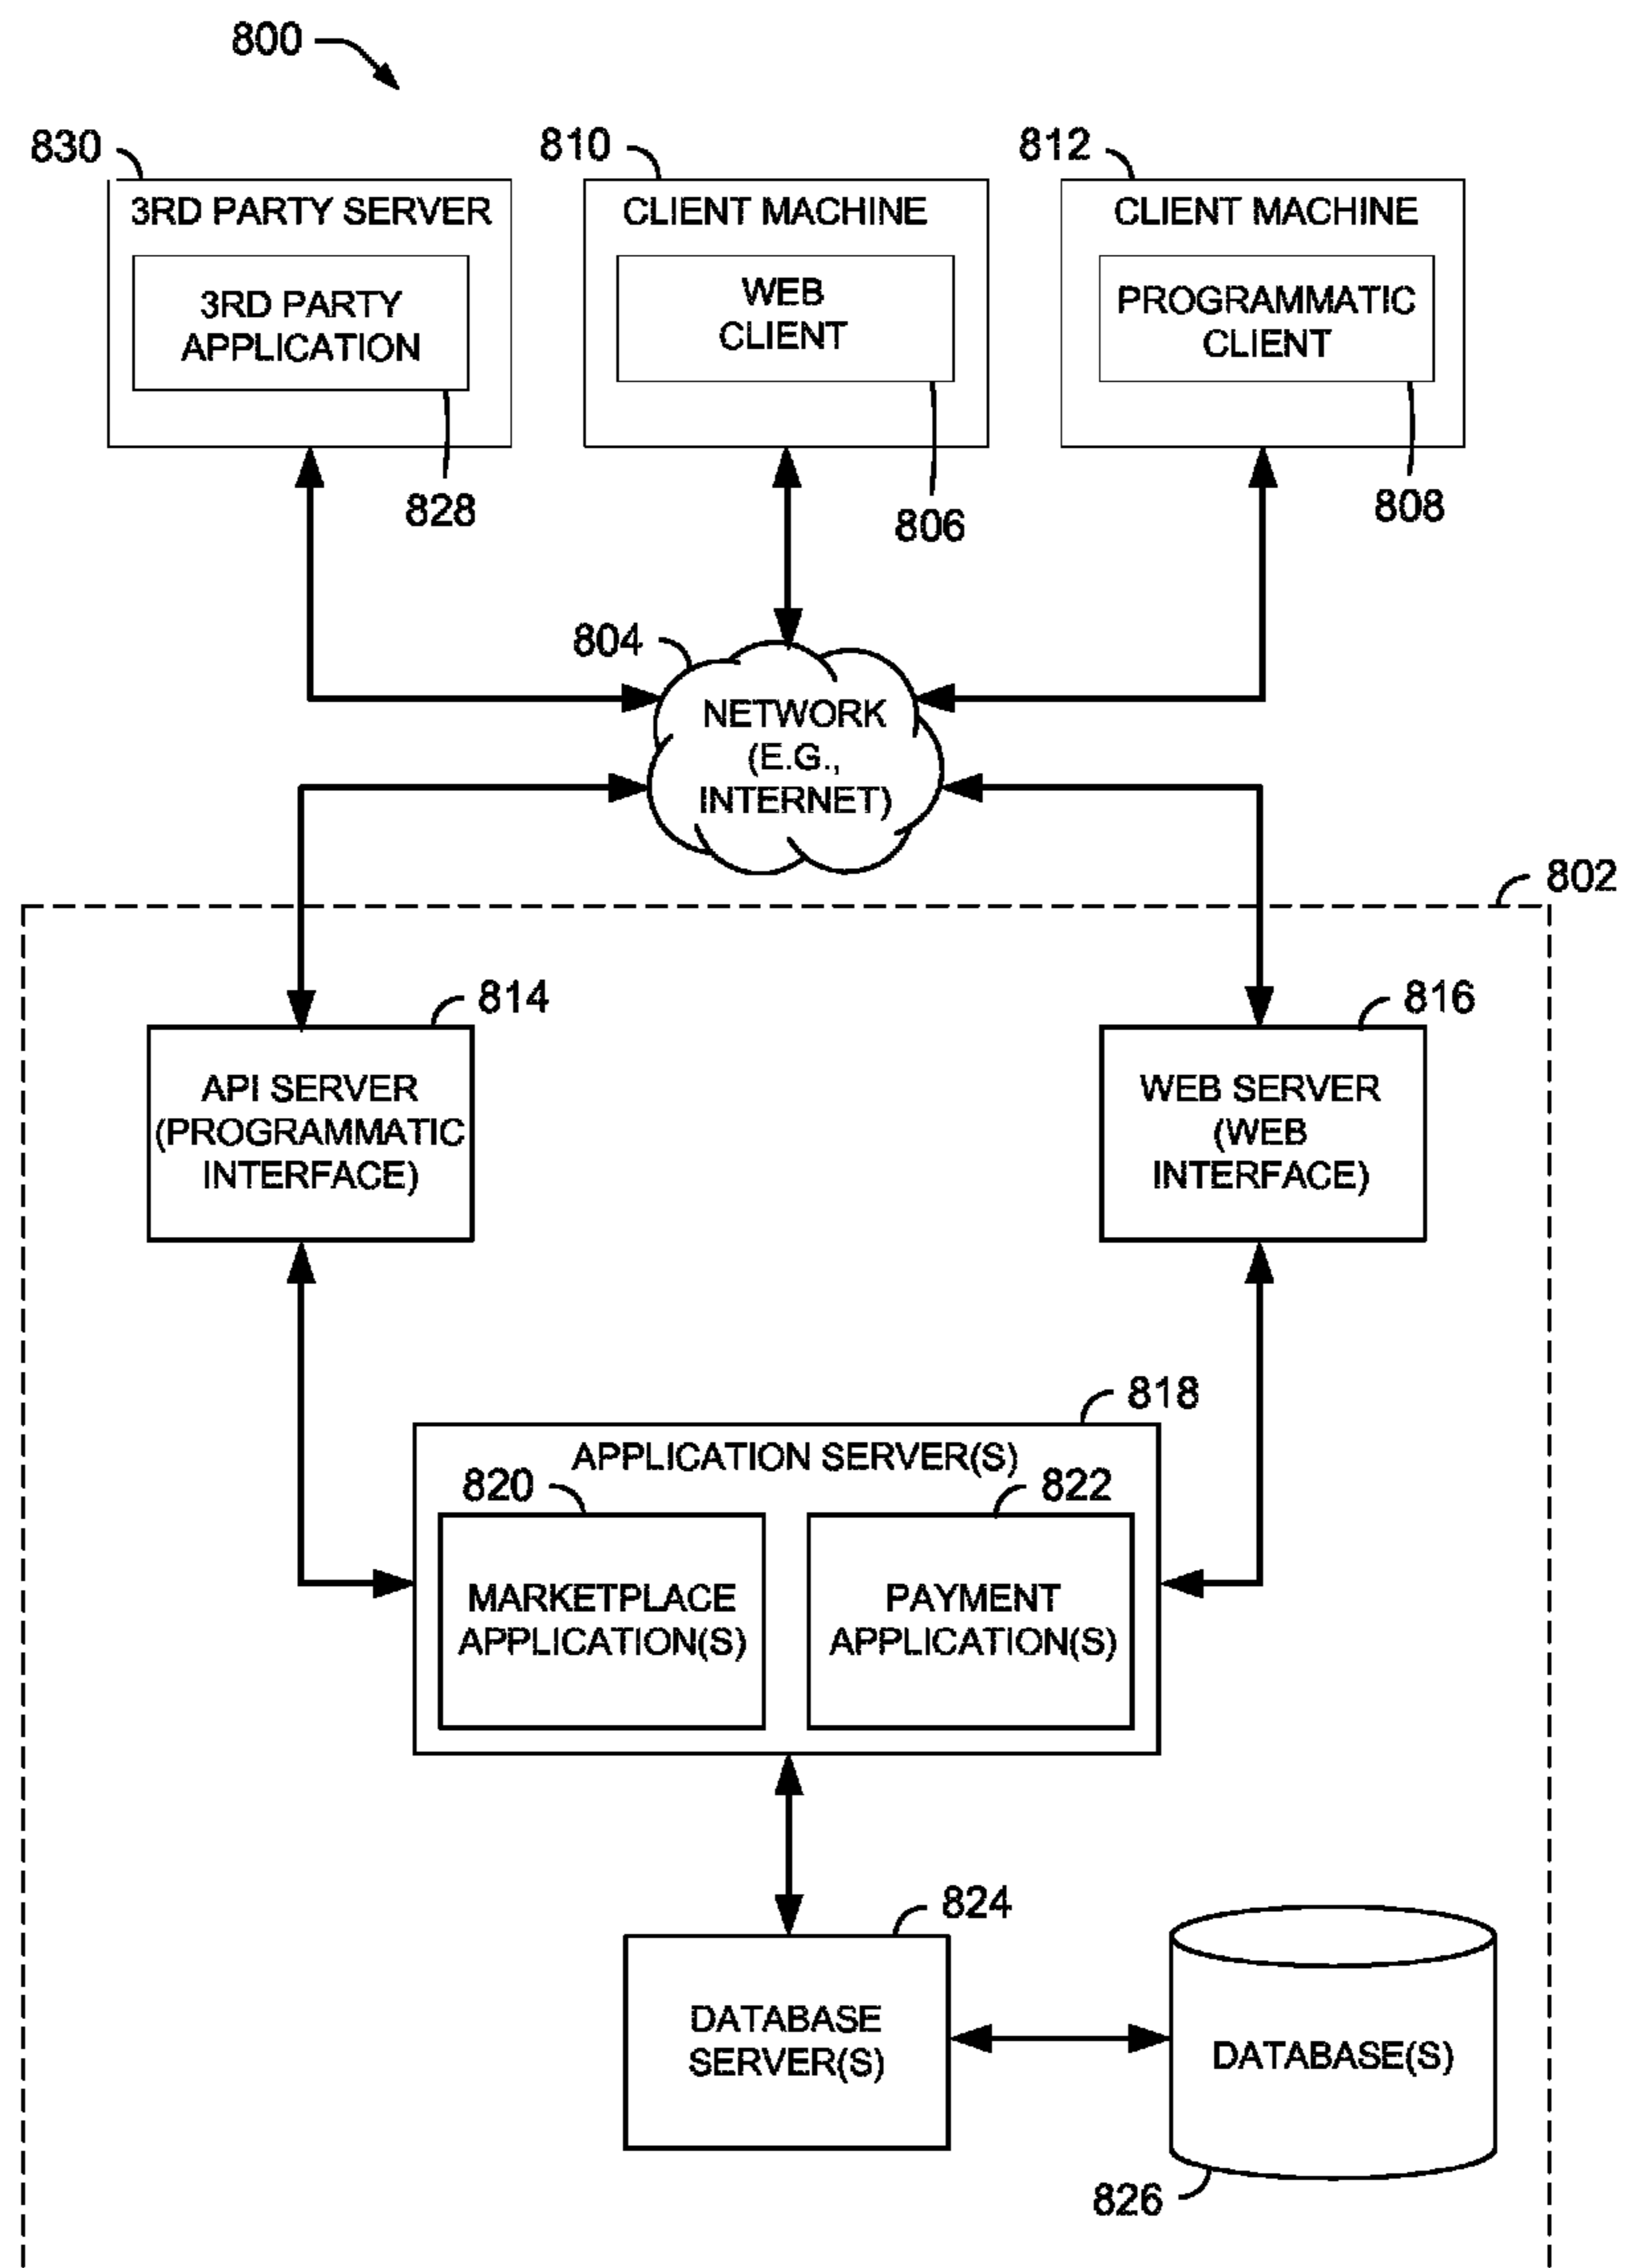 800
830
810
812
3RD PARTY SERVER
CLIENT MACHINE
CLIENT MACHINE
3RD PARTY
APPLICATION
WEB
CLIENT
PROGRAMMATIC
CLIENT
828
806
808
804
NETWORK
(E.G.,
INTERNET)
802
814
816
API SERVER
(PROGRAMMATIC
INTERFACE)
WEB SERVER
(WEB
INTERFACE)
818
APPLICATION SERVER(S)
820
822
MARKETPLACE
APPLICATION(S)
PAYMENT
APPLICATION(S)
824
DATABASE
SERVER(S)
DATABASE(S)
826